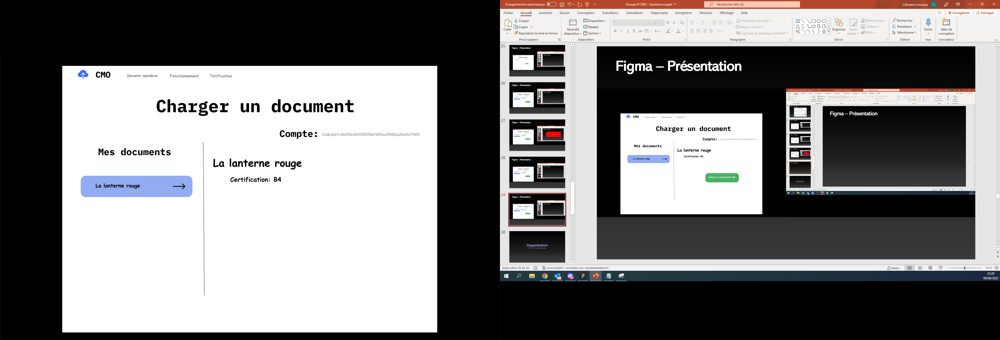 CMO
Devenir membre
Fonctionnement
Tarification
Charger un document
Compte: 0x8c8d7c46252d9205f056f28fee5950ad564d7465
Mes documents
La lanterne rouge
La lanterne rouge
Certification: B4
Enregistrement automatique
Groupe 9 CMO - Soutenance.pptx
Rechercher (Alt+Q)
Clément Limousin
CL
Fichier
Accueil
Insertion
Dessin
Conception
Transitions
Animations
Diaporama
Enregistrer
Révision
Affichage
Aide
Enregistrer
Partager
Coller
Couper
Copier
Reproduire la mise en forme
Presse-papiers
Nouvelle
diapositive
Disposition
Rétablir
Section
Diapositives
24
G I S S ab AV Aa A
Police
Orientation du texte
Aligner le texte
Convertir en graphique SmartArt
Paragraphe
Organiser
Styles
rapides
Remplissage
Contour
Effets
Dessin
Rechercher
Remplacer
Sélectionner
Édition
Dicter
Voix
Idées de
conception
Concepteur
25
Figma – Présentation
26
Figma – Présentation
27
Figma – Présentation
28
Figma – Présentation
29
Figma – Présentation
30
Organisation
Figma – Présentation
CMO
Devenir membre
Fonctionnement
Tarification
Charger un document
Compte:
Mes documents
La lanterne rouge
La lanterne rouge
Certification: B3
Passez à la certification B4
Figma – Présentation
Diapositive 29 de 38
Accessibilité : consultez nos recommandations
Notes
14 %
23:28
09/08/2022